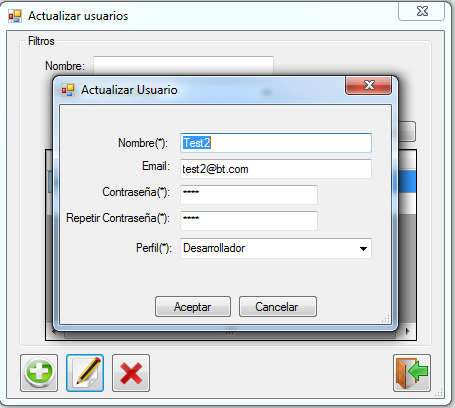 Actualizar usuarios
Filtros
Nombre:
Actualizar Usuario
Nombre(*): Test2
Email: test2@bt.com
Contraseña(*): ****
Repetir Contraseña(*): ****
Perfil(*): Desarrollador
Aceptar Cancelar